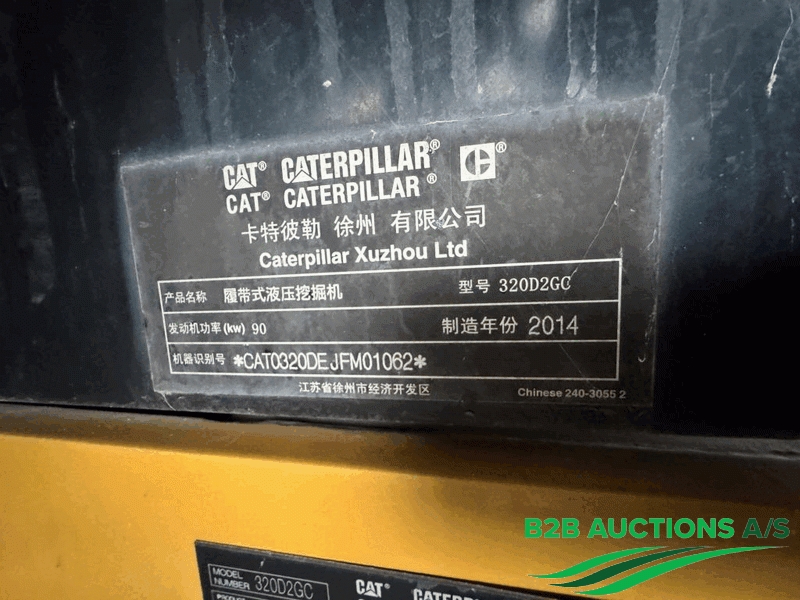 CAT® CATERPILLAR® ®
CAT® CATERPILLAR®
卡特彼勒 徐州 有限公司
Caterpillar Xuzhou Ltd
产品名称 履带式液压挖掘机 型号 320D2GC
发动机功率(kw) 90 制造年份 2014
机器识别号 *CAT0320DEJFM01062*
江苏省徐州市经济开发区 Chinese 240-3055 2
B2B AUCTIONS A/S
MODEL NUMBER 320D2GC CAT® CATERPILLAR